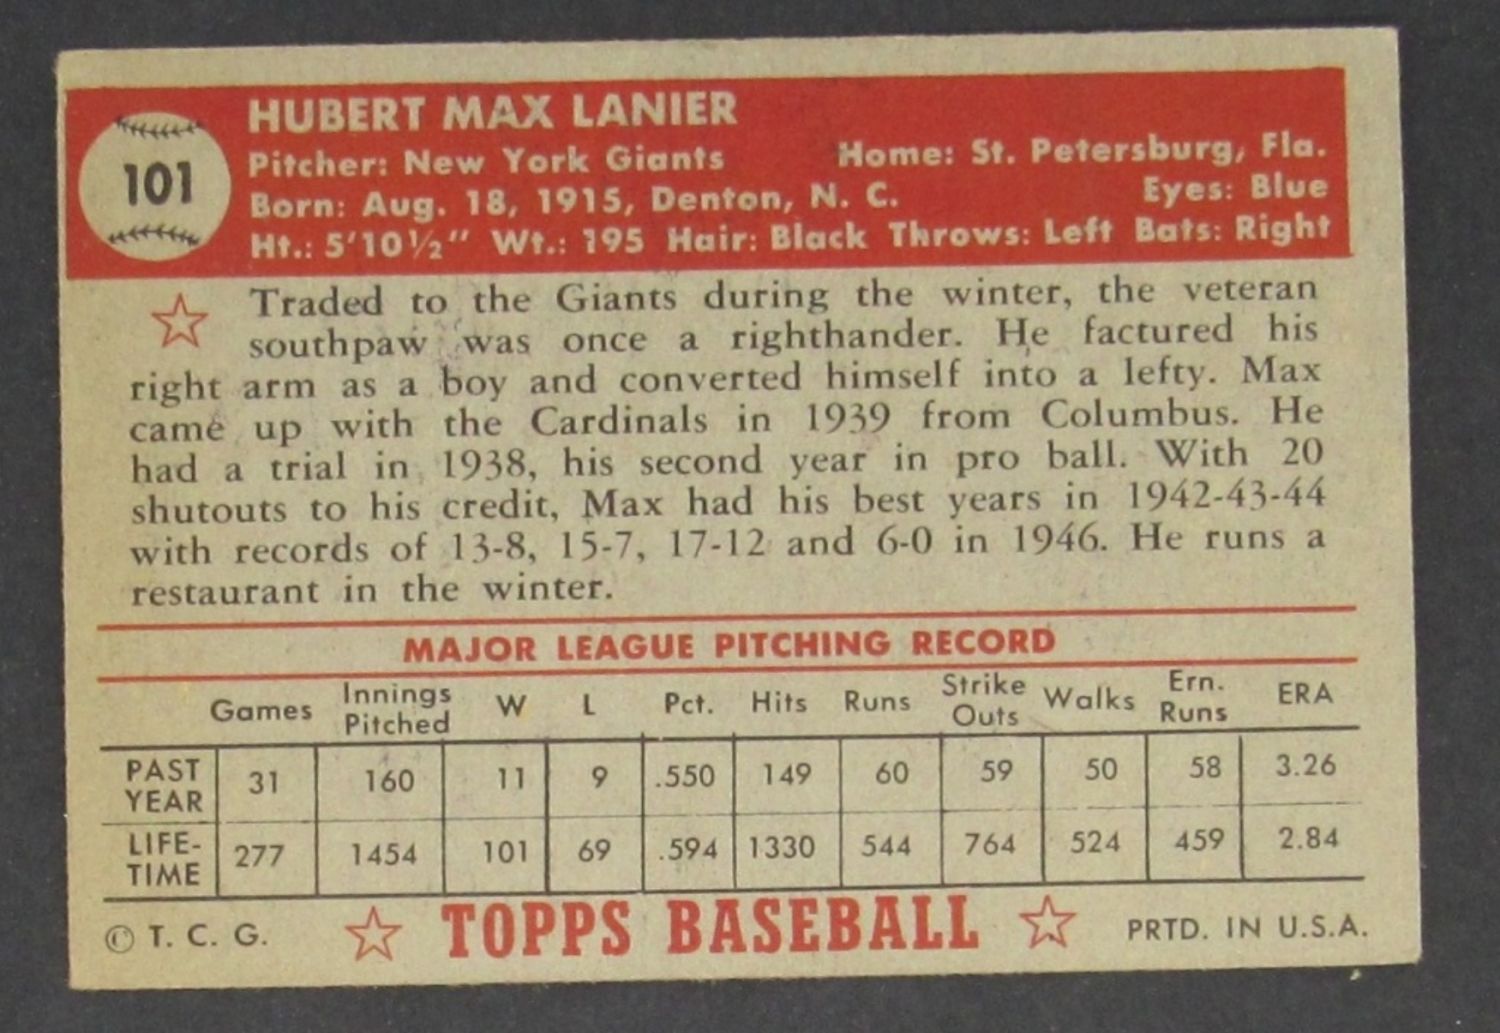 101
HUBERT MAX LANIER
Pitcher: New York Giants Home: St. Petersburg, Fla.
Born: Aug. 18, 1915, Denton, N. C. Eyes: Blue
Ht.: 5'10½" Wt.: 195 Hair: Black Throws: Left Bats: Right
Traded to the Giants during the winter, the veteran
southpaw was once a righthander. He factured his
right arm as a boy and converted himself into a lefty. Max
came up with the Cardinals in 1939 from Columbus. He
had a trial in 1938, his second year in pro ball. With 20
shutouts to his credit, Max had his best years in 1942-43-44
with records of 13-8, 15-7, 17-12 and 6-0 in 1946. He runs a
restaurant in the winter.
MAJOR LEAGUE PITCHING RECORD
Games Innings Pitched W L Pct. Hits Runs Strike Outs Walks Ern. Runs ERA
PAST YEAR 31 160 11 9 .550 149 60 59 50 58 3.26
LIFE-TIME 277 1454 101 69 .594 1330 544 764 524 459 2.84
© T. C. G. TOPPS BASEBALL PRTD. IN U.S.A.